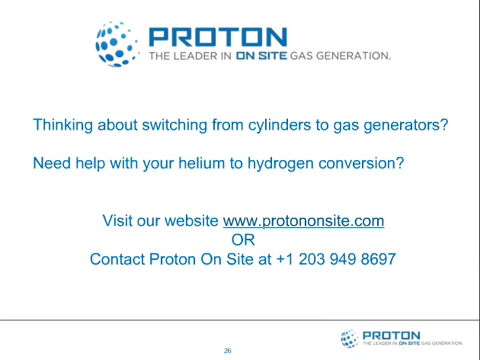 PROTON
THE LEADER IN ON SITE GAS GENERATION.
Thinking about switching from cylinders to gas generators?
Need help with your helium to hydrogen conversion?
Visit our website www.protononsite.com
OR
Contact Proton On Site at +1 203 949 8697
PROTON
THE LEADER IN ON SITE GAS GENERATION.
26